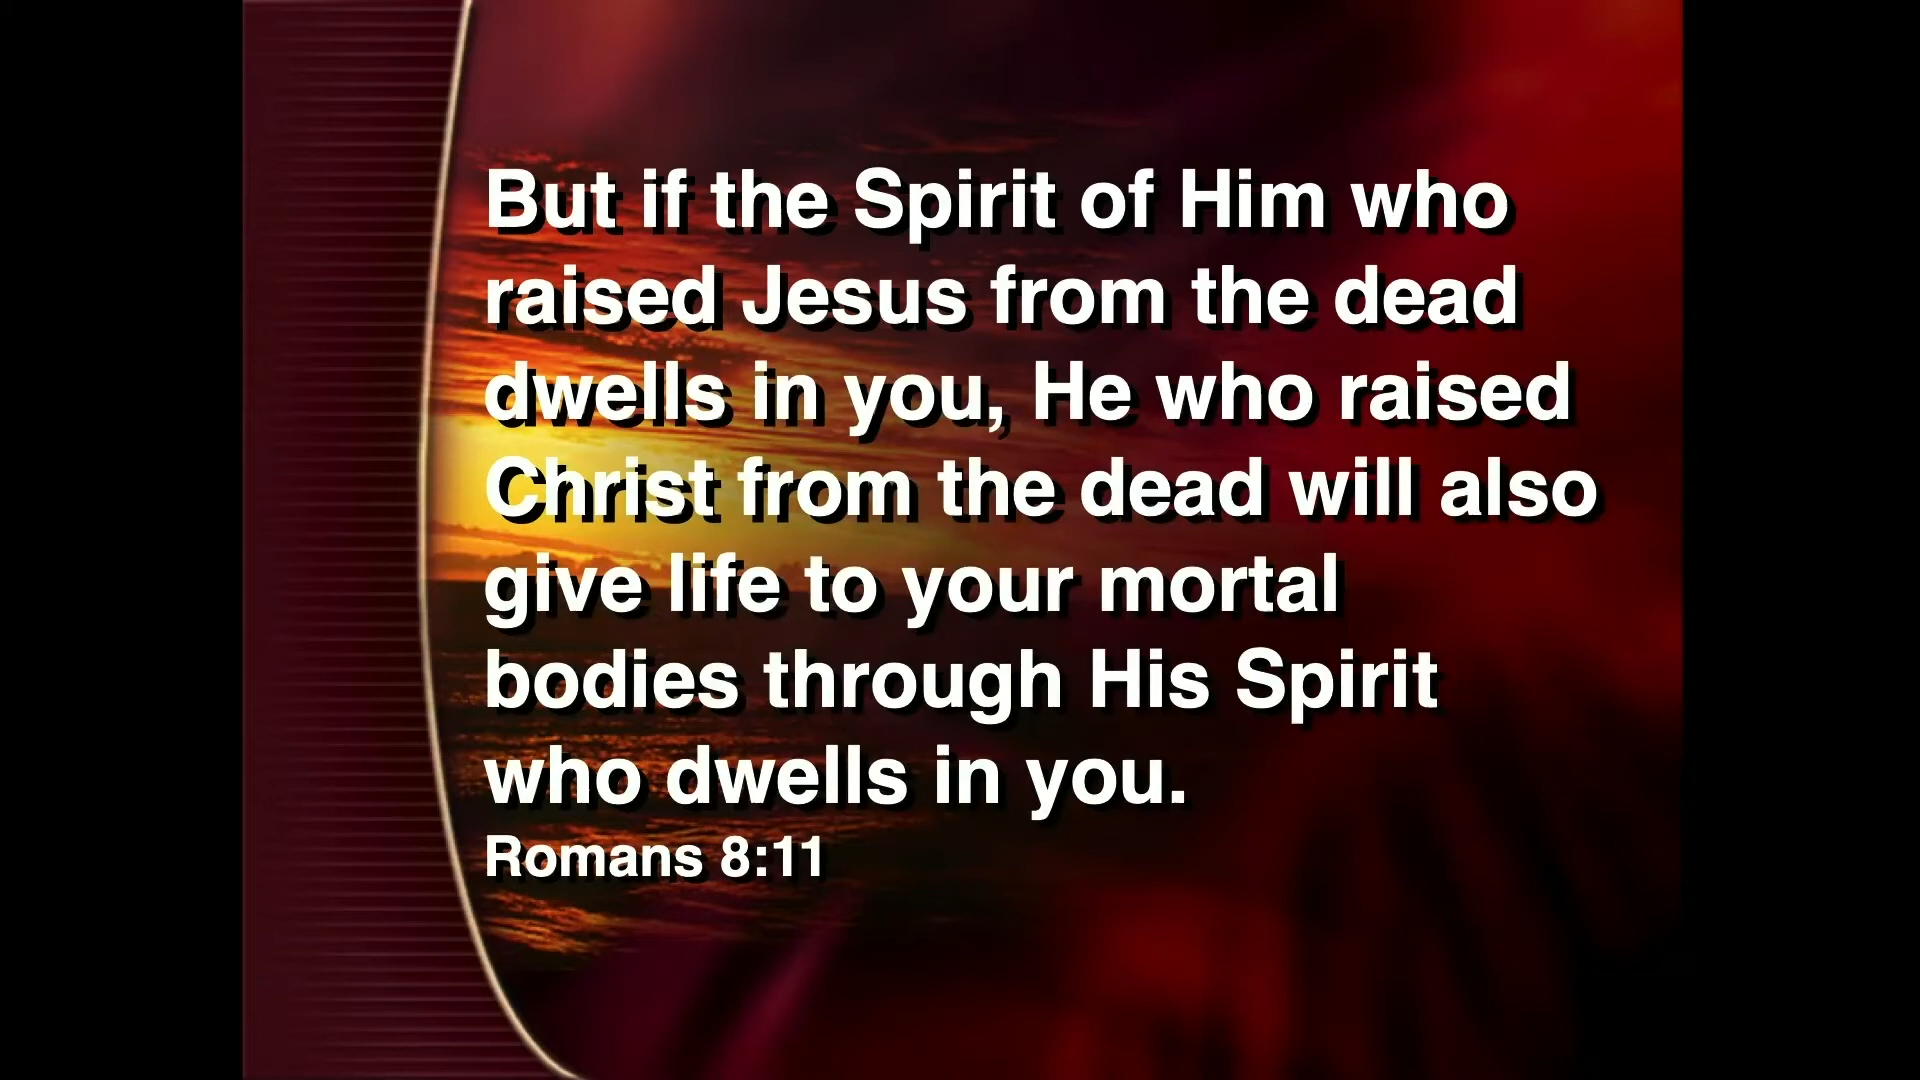 But if the Spirit of Him who
raised Jesus from the dead
dwells in you, He who raised
Christ from the dead will also
give life to your mortal
bodies through His Spirit
who dwells in you.
Romans 8:11